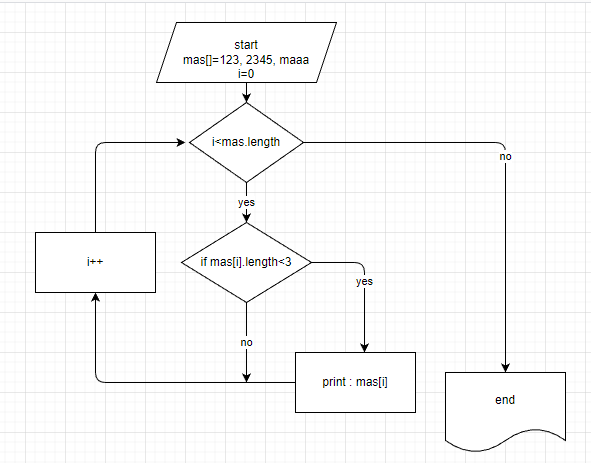 start
mas[]=123, 2345, maaa
i=0
i<mas.length
no
yes
i++
if mas[i].length<3
yes
no
print : mas[i]
end